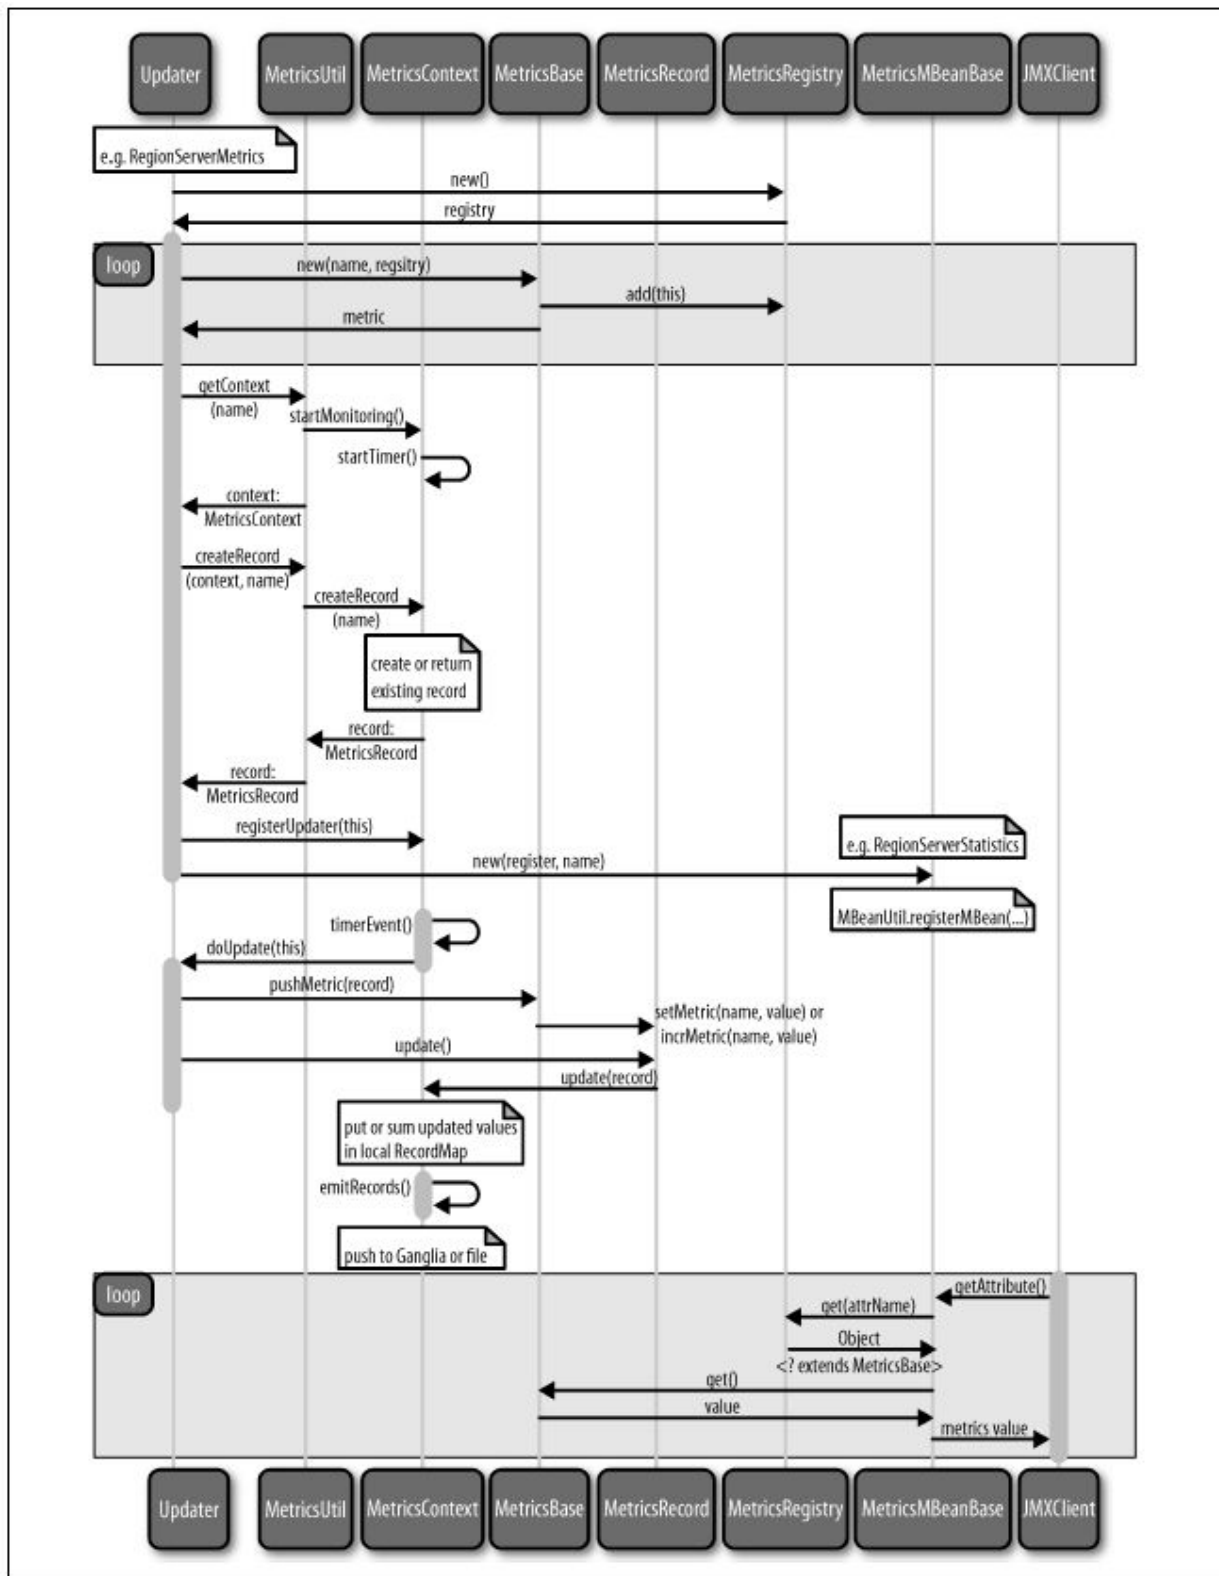 Updater
MetricsUtil
MetricsContext
MetricsBase
MetricsRecord
MetricsRegistry
MetricsMBeanBase
JMXClient
e.g. RegionServerMetrics
new()
registry
loop
new(name, regsitry)
add(this)
metric
getContext
(name)
startMonitoring()
startTimer()
context:
MetricsContext
createRecord
(context, name)
createRecord
(name)
create or return
existing record
record:
MetricsRecord
record:
MetricsRecord
registerUpdater(this)
e.g. RegionServerStatistics
new(register, name)
MBeanUtil.registerMBean(...)
timerEvent()
doUpdate(this)
pushMetric(record)
setMetric(name, value) or
incrMetric(name, value)
update()
update(record)
put or sum updated values
in local RecordMap
emitRecords()
push to Ganglia or file
loop
getAttribute()
get(attrName)
Object
<? extends MetricsBase>
get()
value
metrics value
Updater
MetricsUtil
MetricsContext
MetricsBase
MetricsRecord
MetricsRegistry
MetricsMBeanBase
JMXClient